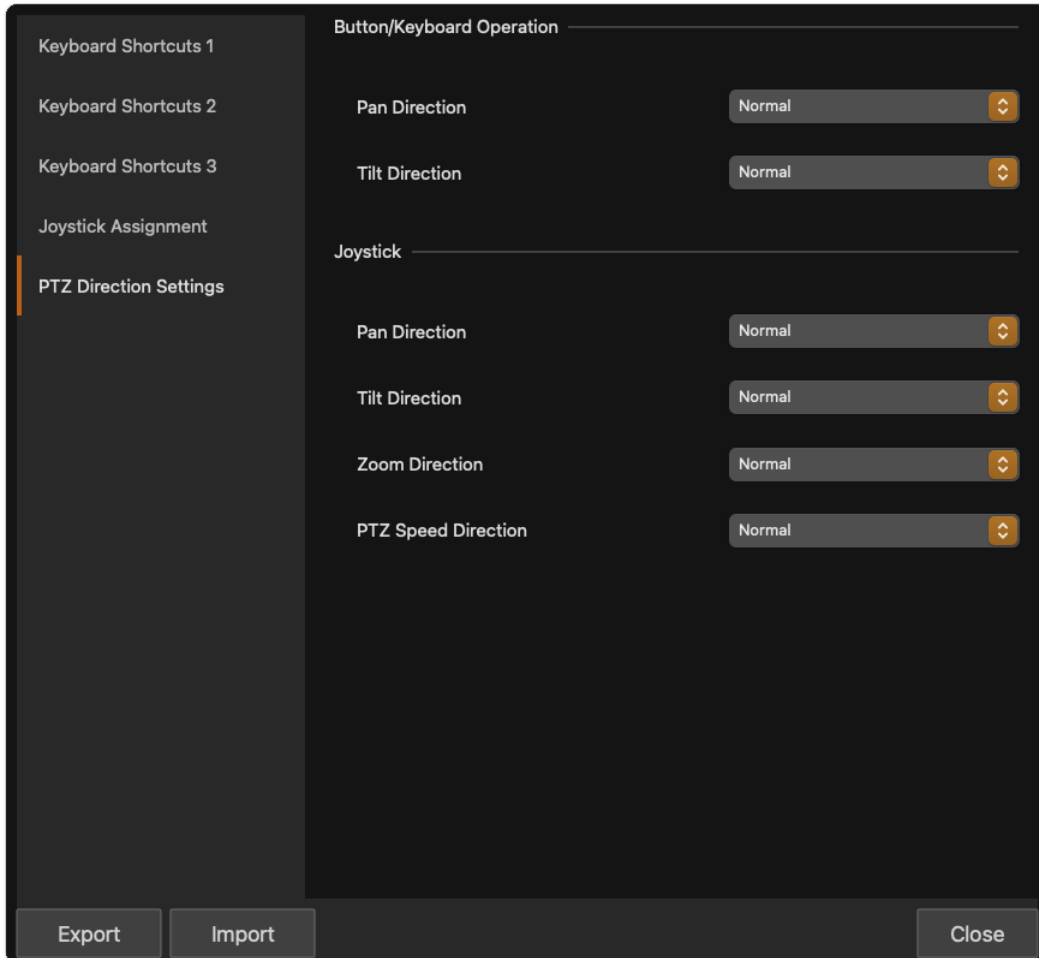 Keyboard Shortcuts 1
Keyboard Shortcuts 2
Keyboard Shortcuts 3
Joystick Assignment
PTZ Direction Settings
Button/Keyboard Operation
Pan Direction Normal
Tilt Direction Normal
Joystick
Pan Direction Normal
Tilt Direction Normal
Zoom Direction Normal
PTZ Speed Direction Normal
Export Import Close